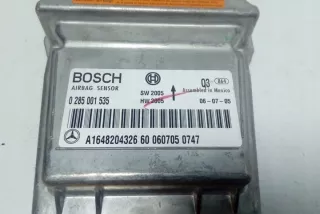 BOSCH
AIRBAG SENSOR
0 285 001 535
SW 2005
HW 2005
Q3
Assembled in Mexico
06-07-05
A1648204326 60 060705 0747